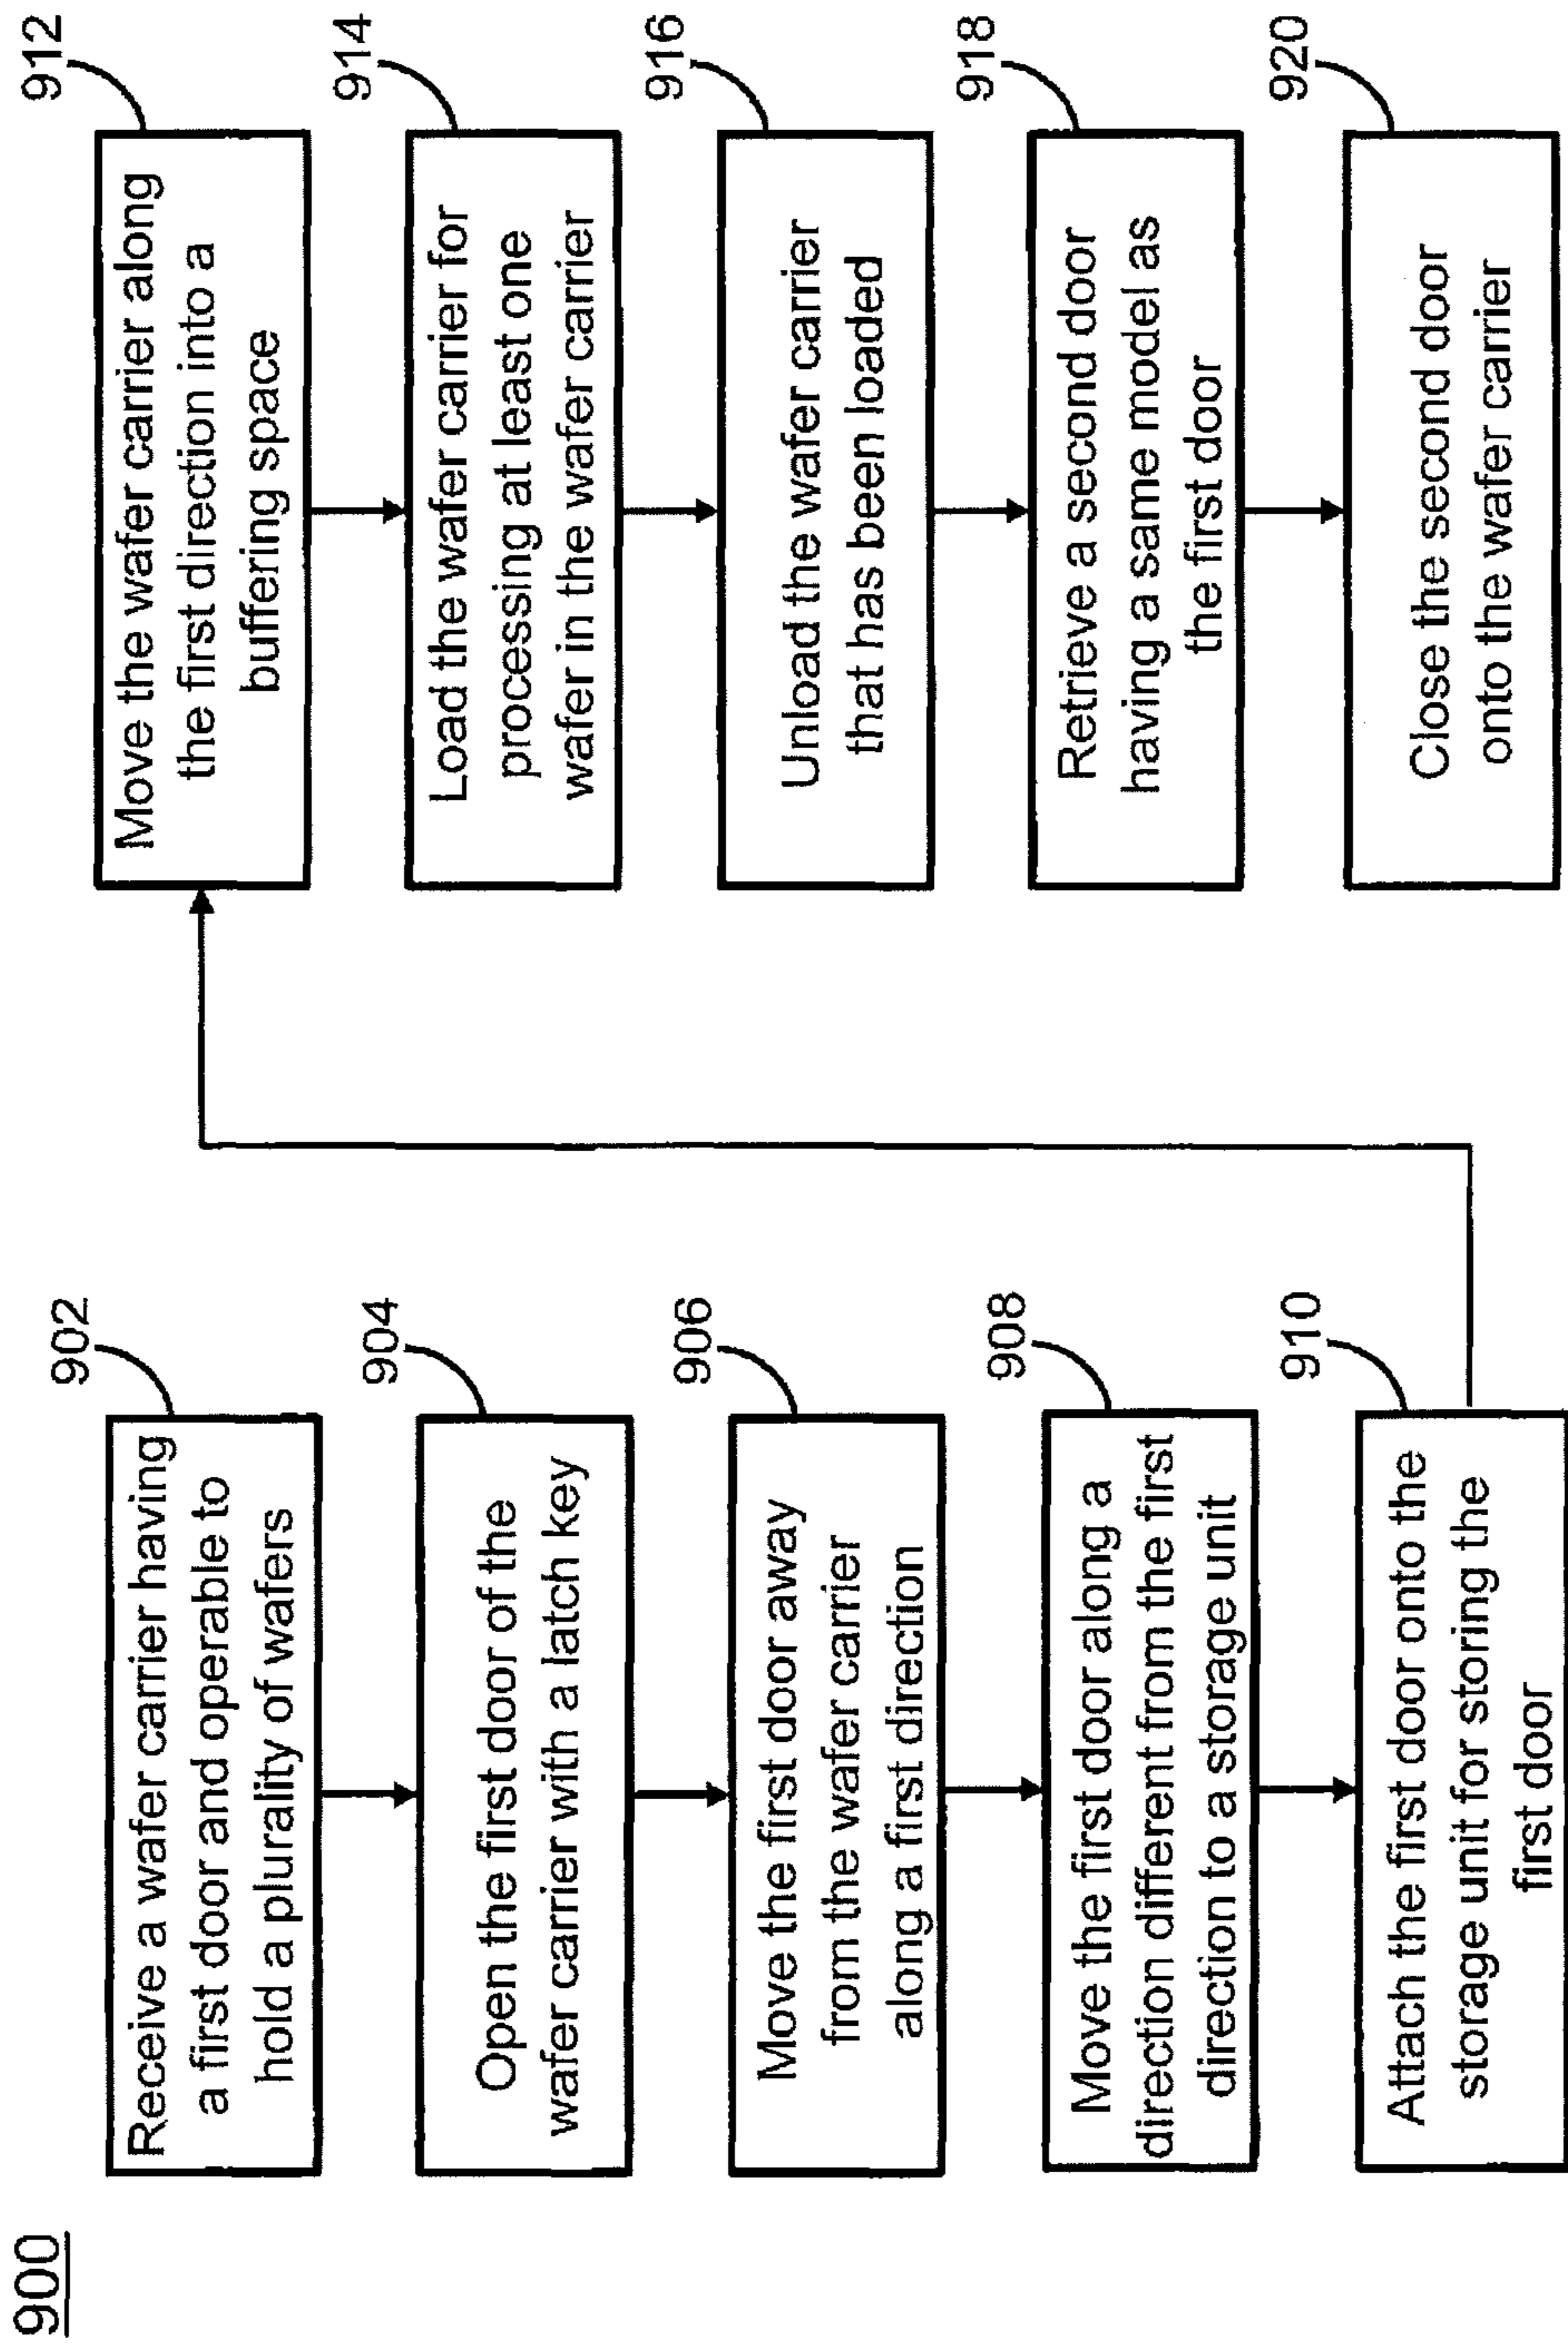 900
902
Receive a wafer carrier having
a first door and operable to
hold a plurality of wafers
904
Open the first door of the
wafer carrier with a latch key
906
Move the first door away
from the wafer carrier
along a first direction
908
Move the first door along a
direction different from the first
direction to a storage unit
910
Attach the first door onto the
storage unit for storing the
first door
912
Move the wafer carrier along
the first direction into a
buffering space
914
Load the wafer carrier for
processing at least one
wafer in the wafer carrier
916
Unload the wafer carrier
that has been loaded
918
Retrieve a second door
having a same model as
the first door
920
Close the second door
onto the wafer carrier